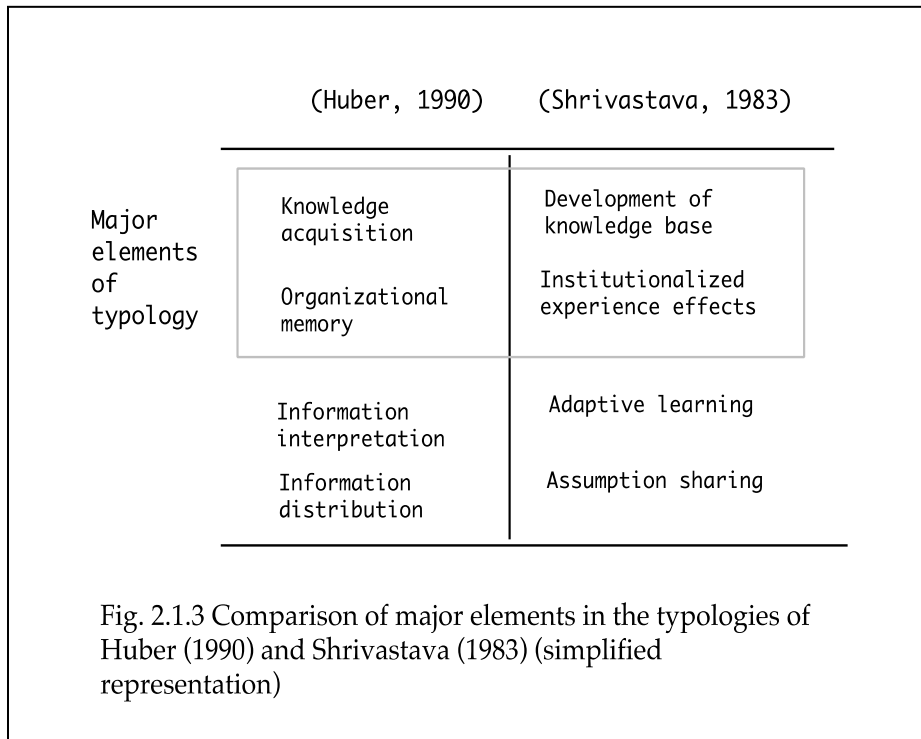 (Huber, 1990) (Shrivastava, 1983)
Major
elements
of
typology
Knowledge
acquisition
Development of
knowledge base
Organizational
memory
Institutionalized
experience effects
Information
interpretation
Adaptive learning
Information
distribution
Assumption sharing
Fig. 2.1.3 Comparison of major elements in the typologies of
Huber (1990) and Shrivastava (1983) (simplified
representation)